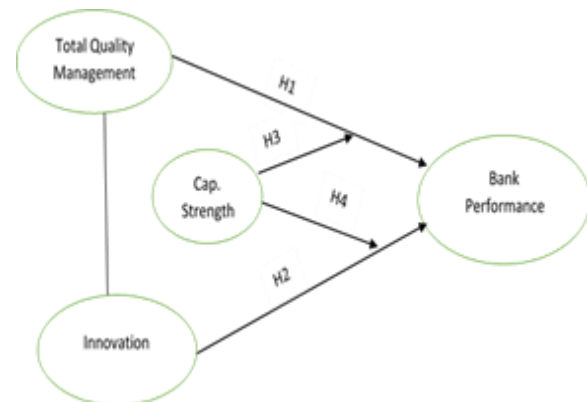 Total Quality
Management
H1
H3
Cap.
Strength
H4
Bank
Performance
H2
Innovation